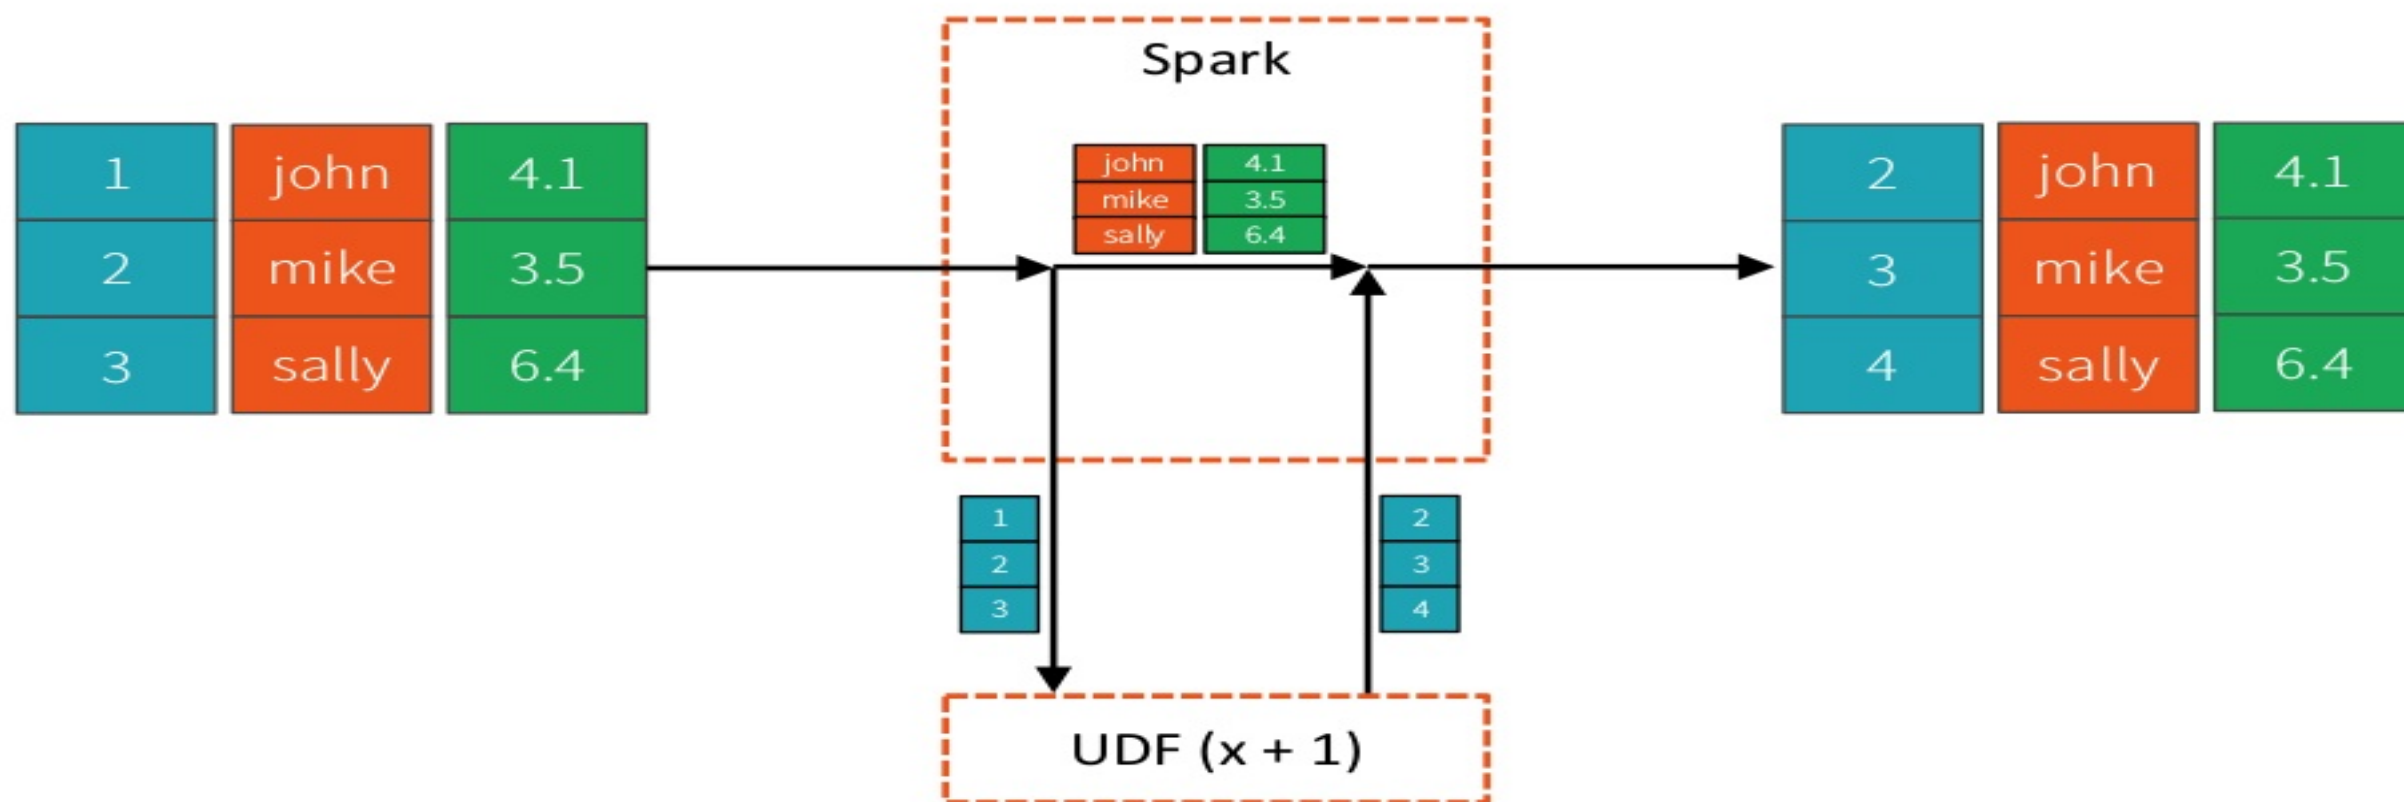 Spark
1 john 4.1
2 mike 3.5
3 sally 6.4
john 4.1
mike 3.5
sally 6.4
2 john 4.1
3 mike 3.5
4 sally 6.4
1 2
2 3
3 4
UDF (x + 1)